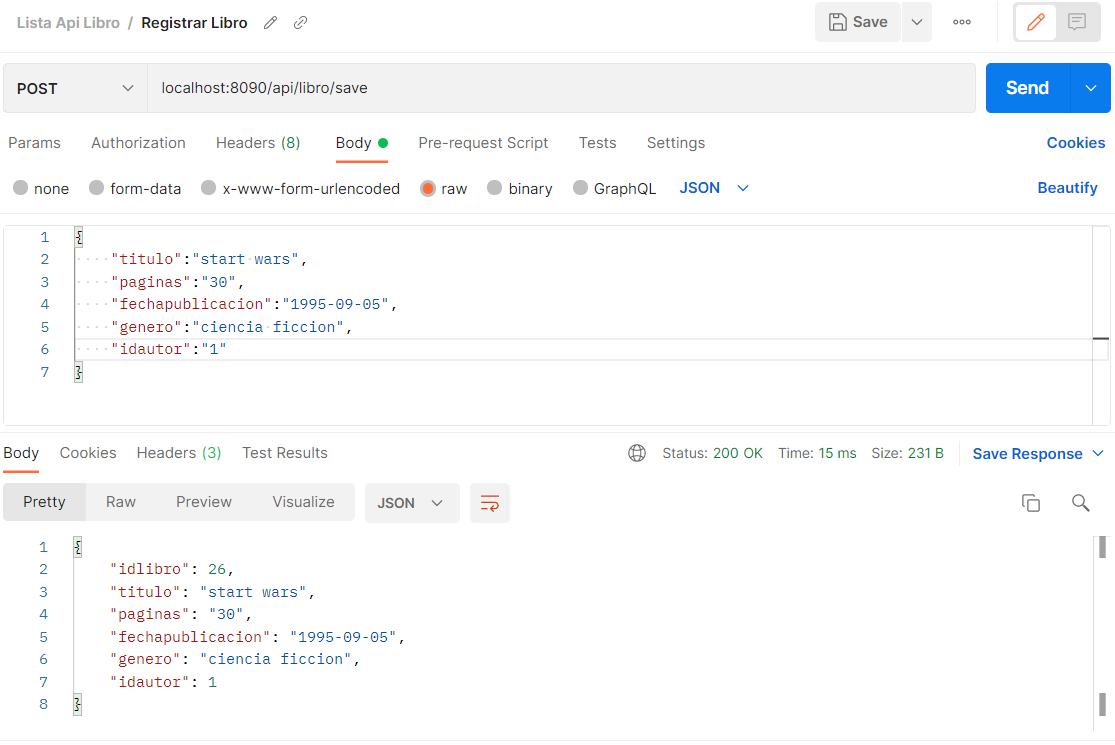 Lista Api Libro / Registrar Libro
Save
POST
localhost:8090/api/libro/save
Send
Params Authorization Headers (8) Body Pre-request Script Tests Settings Cookies
none form-data x-www-form-urlencoded raw binary GraphQL JSON Beautify
1 {
2 "titulo":"start wars",
3 "paginas":"30",
4 "fechapublicacion":"1995-09-05",
5 "genero":"ciencia ficcion",
6 "idautor":"1"
7 }
Body Cookies Headers (3) Test Results Status: 200 OK Time: 15 ms Size: 231 B Save Response
Pretty Raw Preview Visualize JSON
1 {
2 "idlibro": 26,
3 "titulo": "start wars",
4 "paginas": "30",
5 "fechapublicacion": "1995-09-05",
6 "genero": "ciencia ficcion",
7 "idautor": 1
8 }